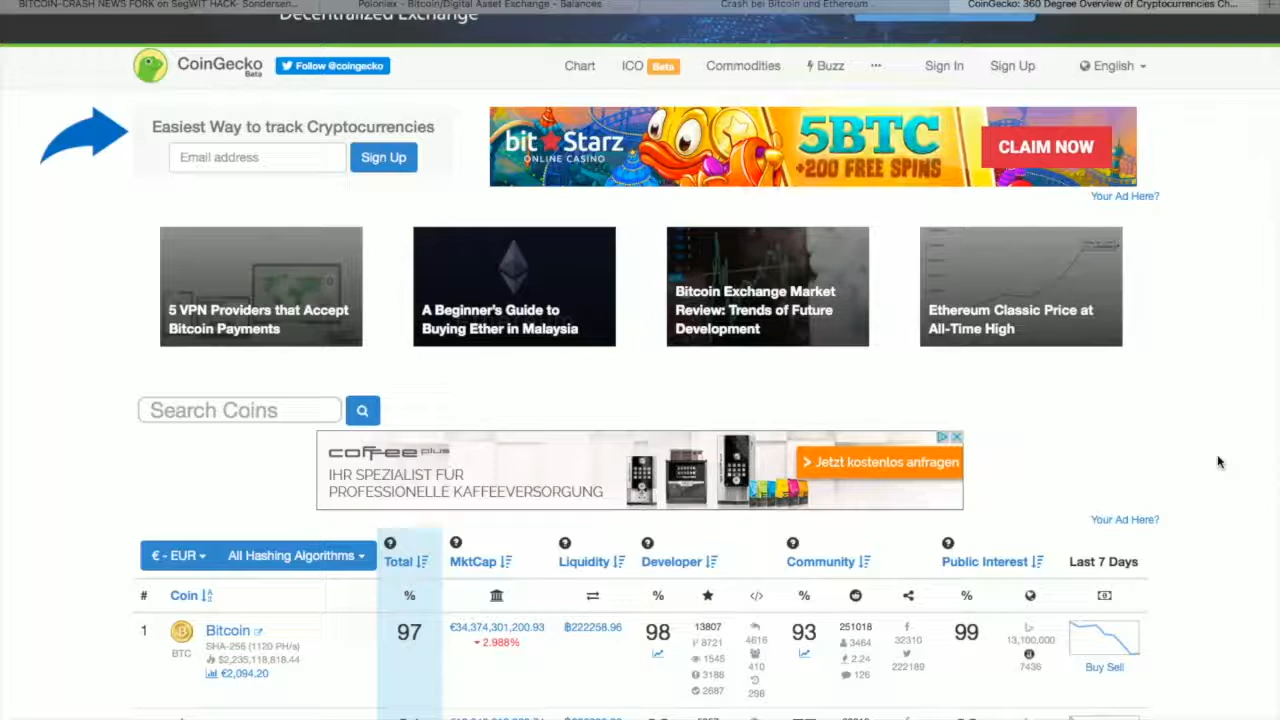 BITCOIN-CRASH NEWS FORK on SegWIT HACK- Sondersen...
Poloniex - Bitcoin/Digital Asset Exchange - Balances
Crash bei Bitcoin und Ethereum
CoinGecko: 360 Degree Overview of Cryptocurrencies Ch...
Decentralized Exchange
CoinGecko
Beta
Follow @coingecko
Chart
ICO Beta
Commodities
Buzz
...
Sign In
Sign Up
English
Easiest Way to track Cryptocurrencies
Email address
Sign Up
bit starz
ONLINE CASINO
5BTC
+200 FREE SPINS
CLAIM NOW
Your Ad Here?
5 VPN Providers that Accept
Bitcoin Payments
A Beginner's Guide to
Buying Ether in Malaysia
Bitcoin Exchange Market
Review: Trends of Future
Development
Ethereum Classic Price at
All-Time High
Search Coins
coffee plus
IHR SPEZIALIST FÜR
PROFESSIONELLE KAFFEEVERSORGUNG
> Jetzt kostenlos anfragen
Your Ad Here?
€ - EUR
All Hashing Algorithms
Total
MktCap
Liquidity
Developer
Community
Public Interest
Last 7 Days
# Coin % % % %
1
BTC
Bitcoin
SHA-256 (1120 PH/s)
$2,235,118,818.44
€2,094.20
97
€34,374,301,200.93
2.988%
฿222258.96
98
13807
8721
1545
3188
2687
4616
410
298
93
251018
3464
2.24
126
32310
222189
99
13,100,000
7436
Buy Sell